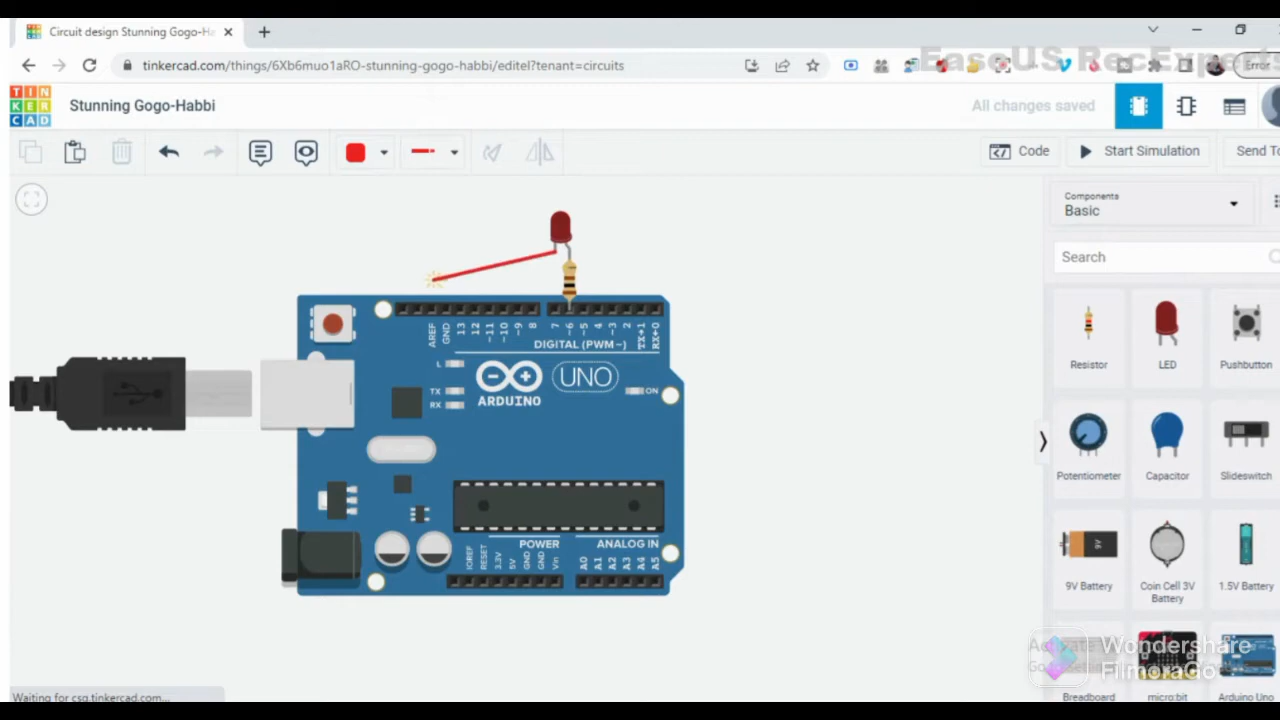 Circuit design Stunning Gogo-Ha
EaseUS RecExperts
tinkercad.com/things/6Xb6muo1aRO-stunning-gogo-habbi/editel?tenant=circuits
Error
TIN
KER
CAD
Stunning Gogo-Habbi
All changes saved
Code
Start Simulation
Send To
Components
Basic
Search
Resistor
LED
Pushbutton
Potentiometer
Capacitor
Slideswitch
9V
9V Battery
Coin Cell 3V
Battery
1.5V Battery
Breadboard
micro:bit
Arduino Uno
AREF
GND
13
12
~11
~10
~9
8
7
~6
~5
4
~3
2
TX→1
RX←0
DIGITAL (PWM~)
L
TX
RX
UNO
ON
ARDUINO
POWER
ANALOG IN
IOREF
RESET
3.3V
5V
GND
GND
Vin
A0
A1
A2
A3
A4
A5
Wondershare
FilmoraGo
Waiting for csg.tinkercad.com...